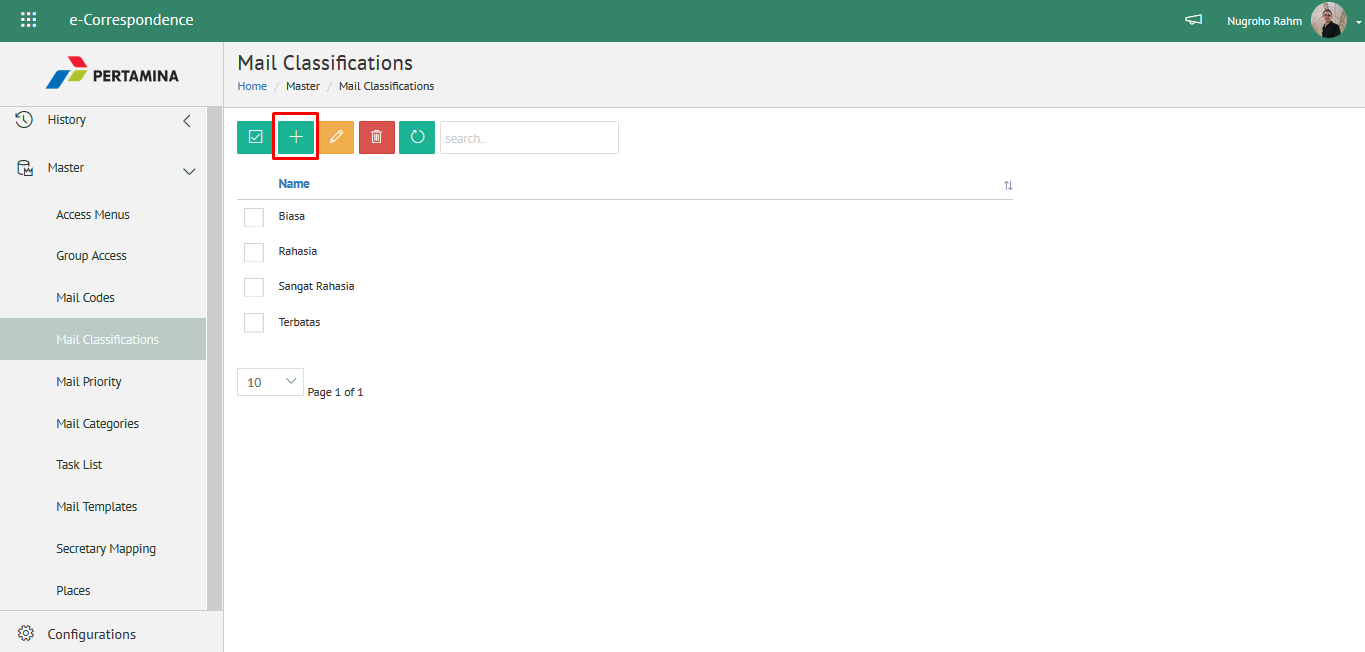 e-Correspondence
Nugroho Rahm
PERTAMINA
Mail Classifications
Home / Master / Mail Classifications
History
Master
Access Menus
Group Access
Mail Codes
Mail Classifications
Mail Priority
Mail Categories
Task List
Mail Templates
Secretary Mapping
Places
Configurations
search..
Name
Biasa
Rahasia
Sangat Rahasia
Terbatas
10
Page 1 of 1